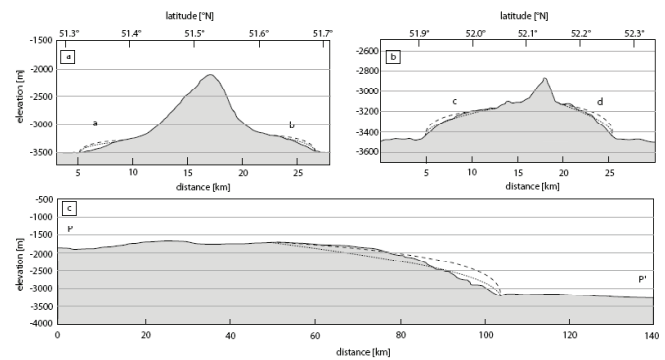 latitude [°N]
51.3° 51.4° 51.5° 51.6° 51.7°
-1500
a
-2000
-2500
-3000
-3500
elevation [m]
a
b
5 10 15 20 25
distance [km]
latitude [°N]
51.9° 52.0° 52.1° 52.2° 52.3°
b
-2600
-2800
-3000
-3200
-3400
-3600
c
d
5 10 15 20 25
distance [km]
-500
c
-1000
-1500
-2000
-2500
-3000
-3500
-4000
elevation [m]
P
P'
0 20 40 60 80 100 120 140
distance [km]